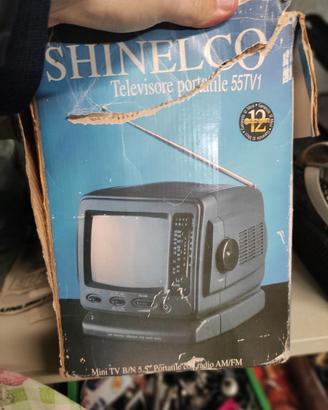 SHINELCO
Televisore portatile 55TV1
12
Mini TV B/N 5,5" Portatile con radio AM/FM